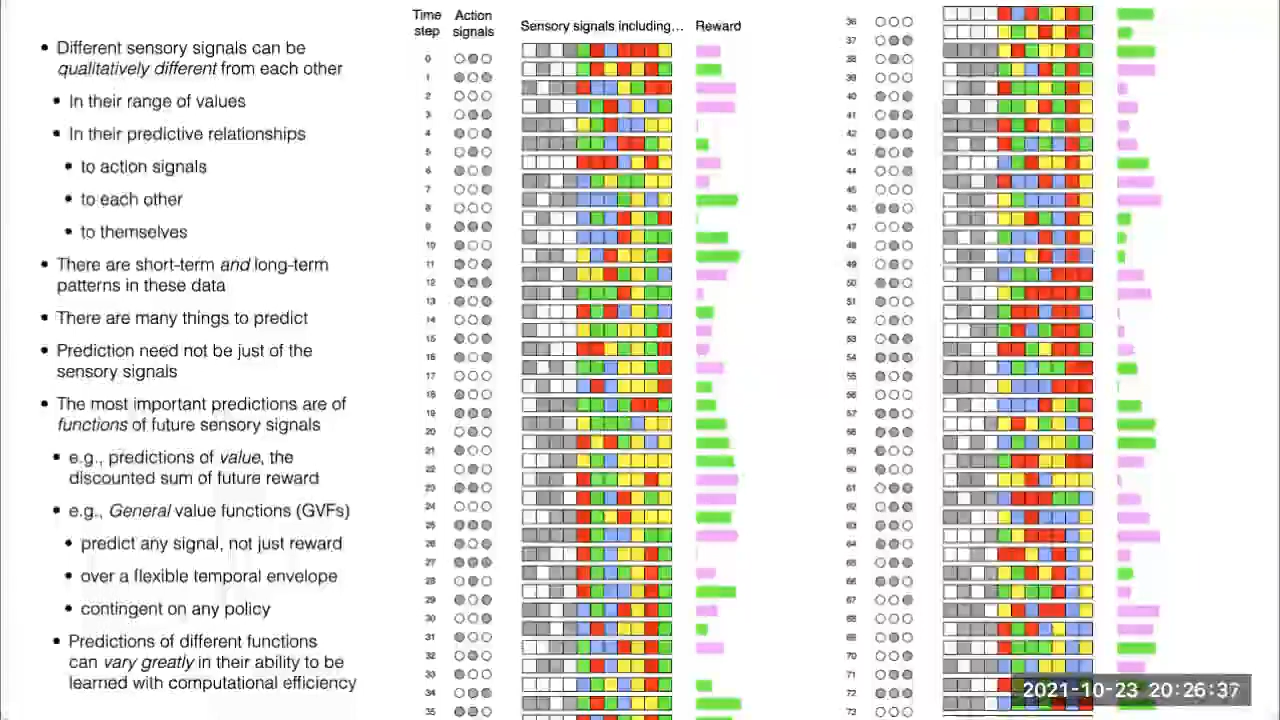 Different sensory signals can be
qualitatively different from each other
In their range of values
In their predictive relationships
to action signals
to each other
to themselves
There are short-term and long-term
patterns in these data
There are many things to predict
Prediction need not be just of the
sensory signals
The most important predictions are of
functions of future sensory signals
e.g., predictions of value, the
discounted sum of future reward
e.g., General value functions (GVFs)
predict any signal, not just reward
over a flexible temporal envelope
contingent on any policy
Predictions of different functions
can vary greatly in their ability to be
learned with computational efficiency
Time
step
Action
signals
Sensory signals including…
Reward
0
1
2
3
4
5
6
7
8
9
10
11
12
13
14
15
16
17
18
19
20
21
22
23
24
25
26
27
28
29
30
31
32
33
34
35
36
37
38
39
40
41
42
43
44
45
46
47
48
49
50
51
52
53
54
55
56
57
58
59
60
61
62
63
64
65
66
67
68
69
70
71
72
73
2021-10-23 20:26:37